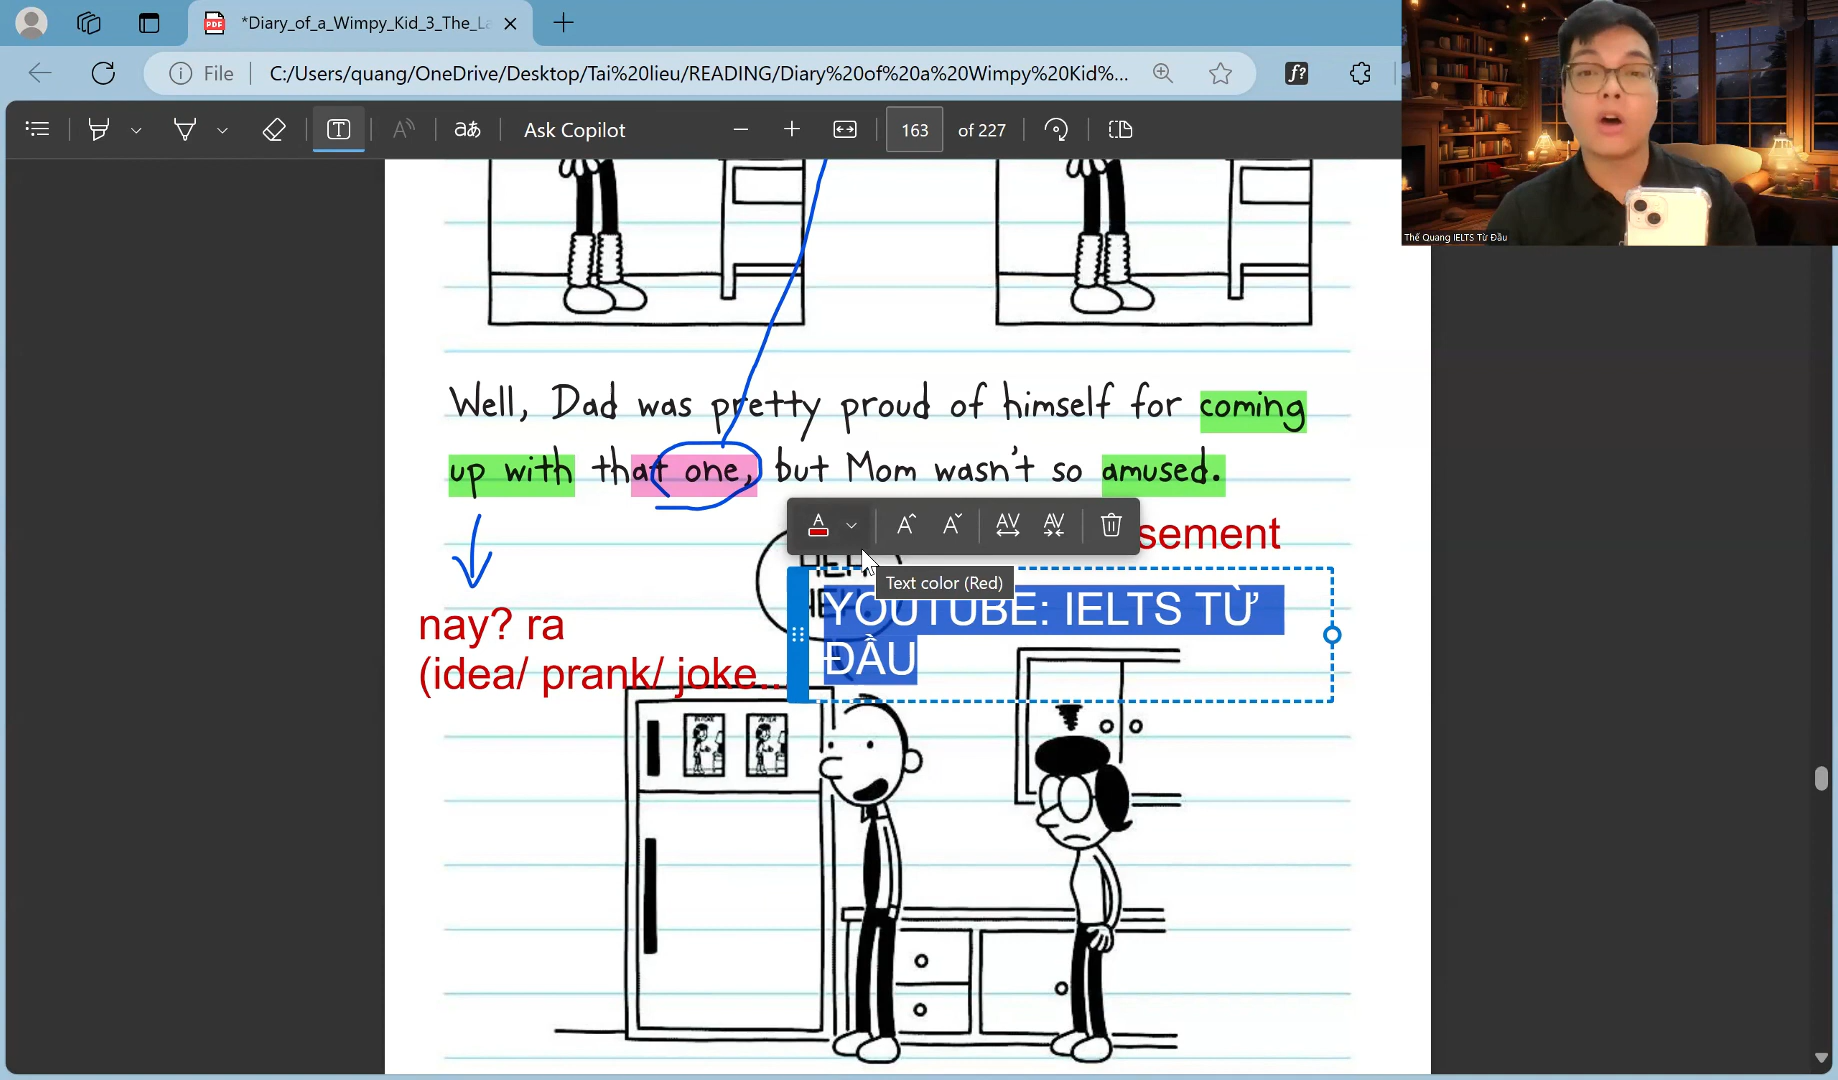 *Diary_of_a_Wimpy_Kid_3_The_La
File
C:/Users/quang/OneDrive/Desktop/Tai%20lieu/READING/Diary%20of%20a%20Wimpy%20Kid%...
Ask Copilot
163 of 227
Thế Quang IELTS Từ Đầu
Well, Dad was pretty proud of himself for coming
up with that one, but Mom wasn't so amused.
sement
Text color (Red)
YOUTUBE: IELTS TỪ
ĐẦU
nay? ra
(idea/ prank/ joke..